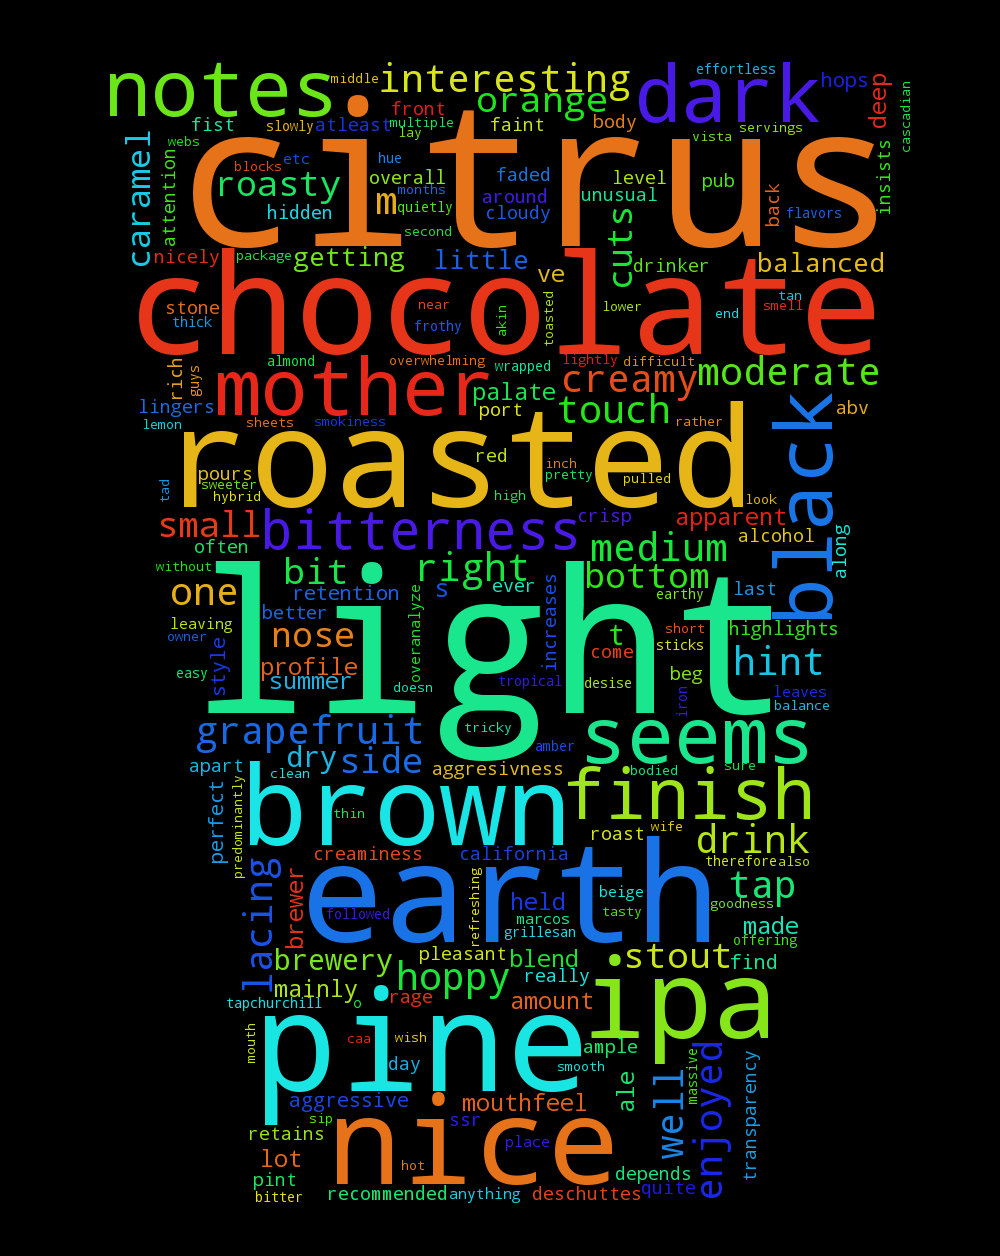 middle
effortless
notes
interesting
dark
hops
deep
cascadian
orange
front
fist
slowly
atleast
multiple
lay
faint
body
vista
servings
webs
citrus
caramel
attention
blocks
etc
hue
overall
months
faded
level
pub
back
insists
roasty
m
quietly
around
unusual
hidden
cloudy
flavors
second
cuts
nicely
package
getting
little
ve
drinker
balanced
chocolate
stone
thick
near
frothy
akin
toasted
lower
tan
smell
end
almond
overwhelming
wrapped
lightly
difficult
rich
guys
mother
creamy
moderate
palate
touch
black
lingers
port
abv
lemon
sheets
smokiness
rather
roasted
pours
red
inch
pretty
pulled
sweeter
tad
hybrid
high
look
small
bitterness
crisp
apparent
alcohol
along
often
medium
without
bit
right
bottom
one
retention
s
ever
increases
earthy
last
overanalyze
better
leaving
owner
nose
t
short
highlights
light
style
come
sticks
easy
profile
summer
doesn
tropical
desise
beg
hint
iron
leaves
balance
grapefruit
tricky
seems
amber
apart
dry
side
aggresivness
bodied
sure
clean
perfect
predominantly
brown
thin
finish
roast
wife
drink
creaminess
california
therefore
also
earth
lacing
brewer
followed
refreshing
held
beige
tap
goodness
marcos
tasty
grillesan
made
offering
brewery
pleasant
blend
stout
find
mainly
hoppy
really
tapchurchill
o
rage
amount
ipa
pine
mouth
caa
wish
day
ample
smooth
ale
well
massive
enjoyed
transparency
aggressive
mouthfeel
sip
ssr
retains
nice
place
lot
hot
depends
pint
bitter
recommended
anything
deschuttes
quite